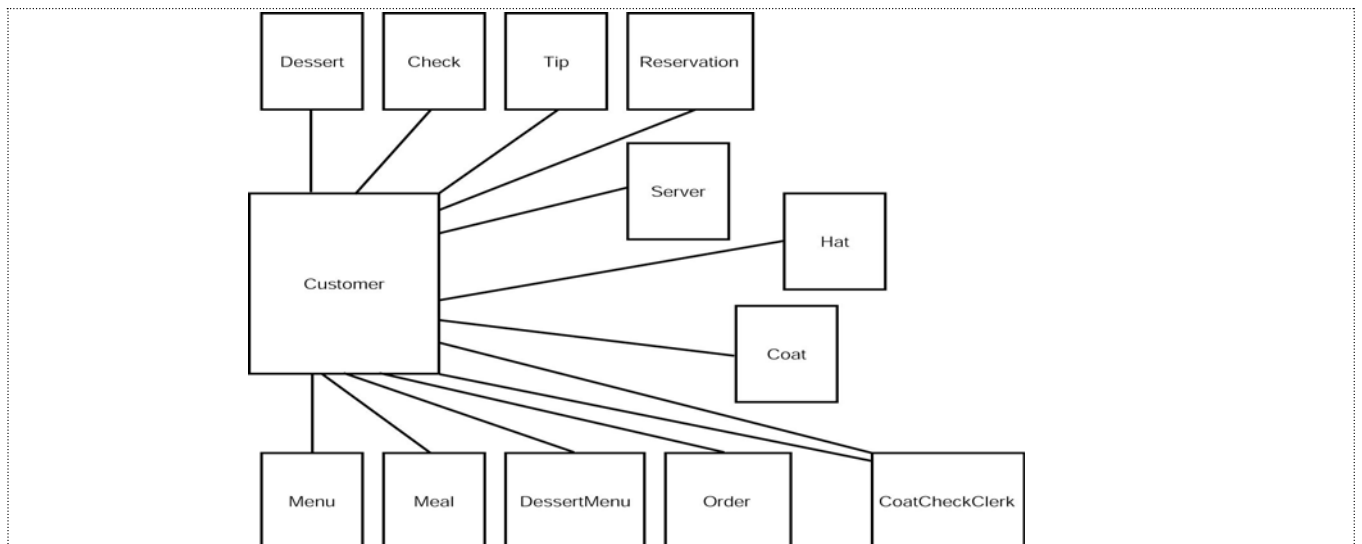 Dessert
Check
Tip
Reservation
Server
Hat
Customer
Coat
Menu
Meal
DessertMenu
Order
CoatCheckClerk